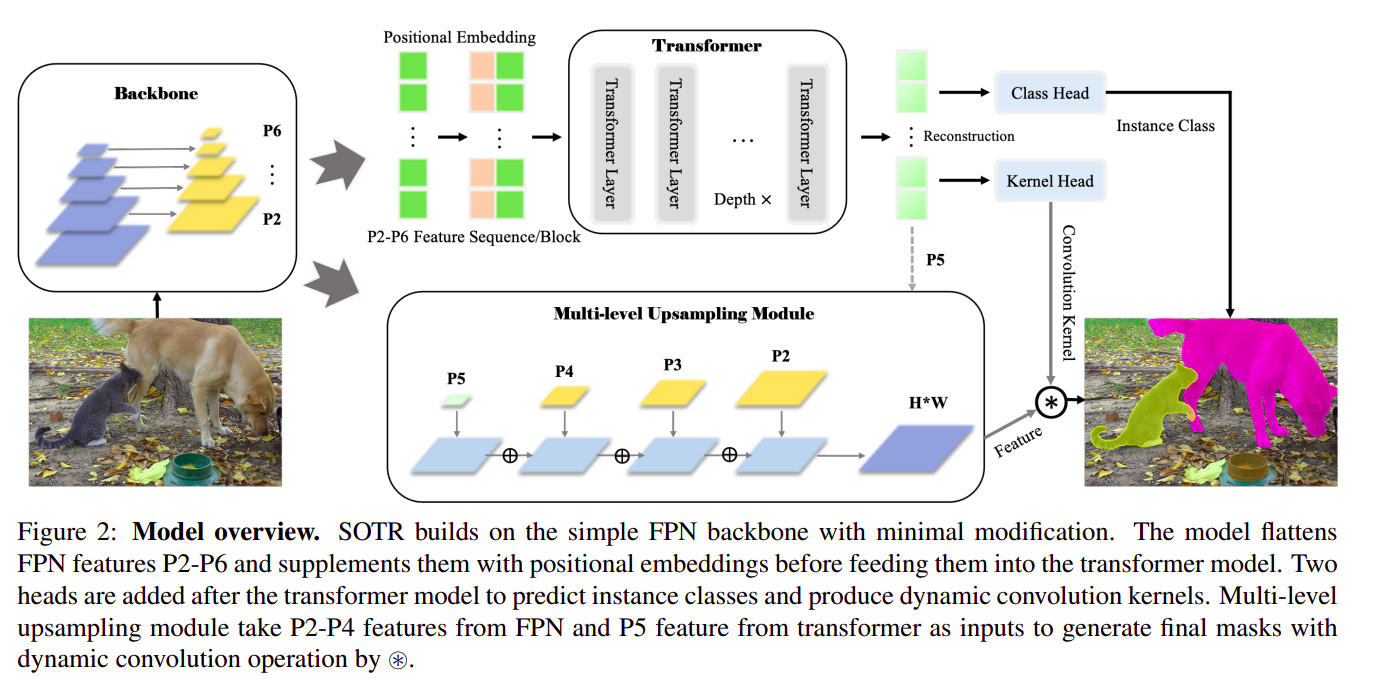 Positional Embedding
Transformer
Backbone
P6
⋮
P2
Transformer Layer
Transformer Layer
...
Depth ×
Transformer Layer
⋮
⋮
⋮ Reconstruction
Class Head
Instance Class
Kernel Head
P2-P6 Feature Sequence/Block
P5
Convolution Kernel
Multi-level Upsampling Module
P5
P4
P3
P2
H*W
⊕
⊕
⊕
Feature
⊛
Figure 2: Model overview. SOTR builds on the simple FPN backbone with minimal modification. The model flattens
FPN features P2-P6 and supplements them with positional embeddings before feeding them into the transformer model. Two
heads are added after the transformer model to predict instance classes and produce dynamic convolution kernels. Multi-level
upsampling module take P2-P4 features from FPN and P5 feature from transformer as inputs to generate final masks with
dynamic convolution operation by ⊛.